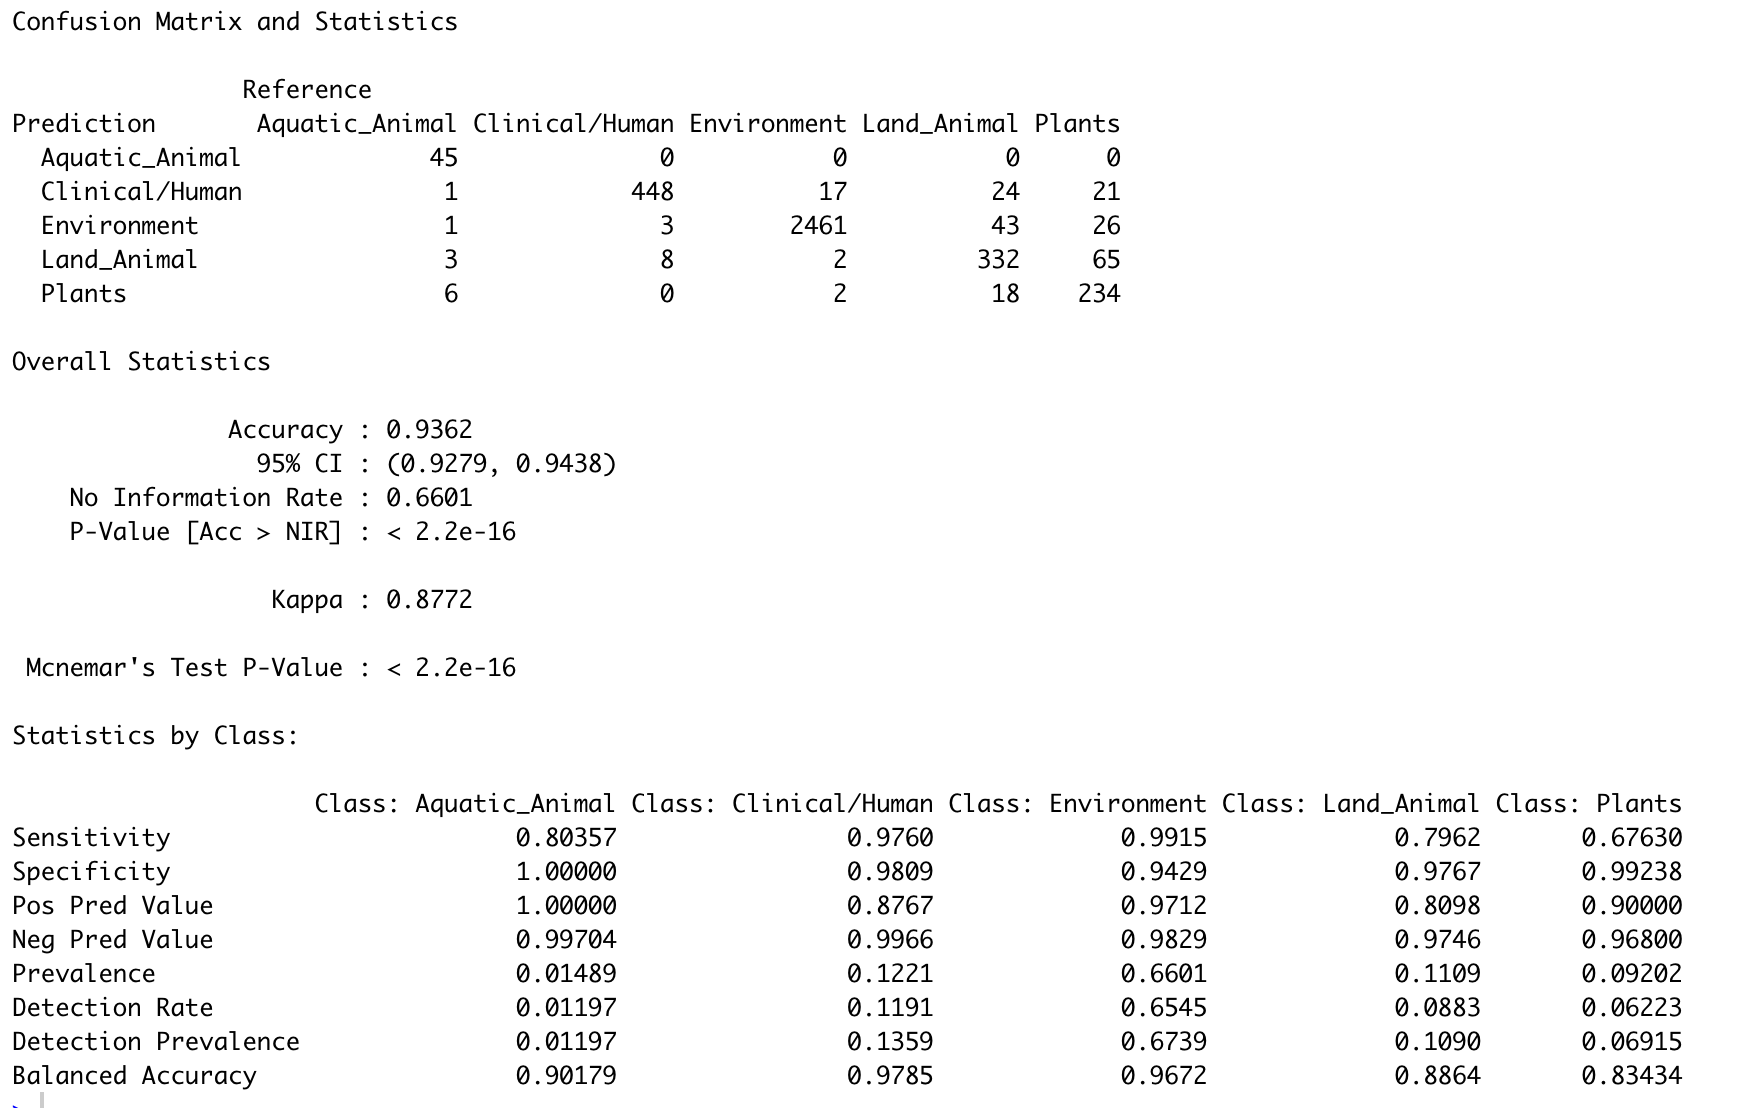 Confusion Matrix and Statistics
Reference
Prediction Aquatic_Animal Clinical/Human Environment Land_Animal Plants
Aquatic_Animal 45 0 0 0 0
Clinical/Human 1 448 17 24 21
Environment 1 3 2461 43 26
Land_Animal 3 8 2 332 65
Plants 6 0 2 18 234
Overall Statistics
Accuracy : 0.9362
95% CI : (0.9279, 0.9438)
No Information Rate : 0.6601
P-Value [Acc > NIR] : < 2.2e-16
Kappa : 0.8772
Mcnemar's Test P-Value : < 2.2e-16
Statistics by Class:
Class: Aquatic_Animal Class: Clinical/Human Class: Environment Class: Land_Animal Class: Plants
Sensitivity 0.80357 0.9760 0.9915 0.7962 0.67630
Specificity 1.00000 0.9809 0.9429 0.9767 0.99238
Pos Pred Value 1.00000 0.8767 0.9712 0.8098 0.90000
Neg Pred Value 0.99704 0.9966 0.9829 0.9746 0.96800
Prevalence 0.01489 0.1221 0.6601 0.1109 0.09202
Detection Rate 0.01197 0.1191 0.6545 0.0883 0.06223
Detection Prevalence 0.01197 0.1359 0.6739 0.1090 0.06915
Balanced Accuracy 0.90179 0.9785 0.9672 0.8864 0.83434